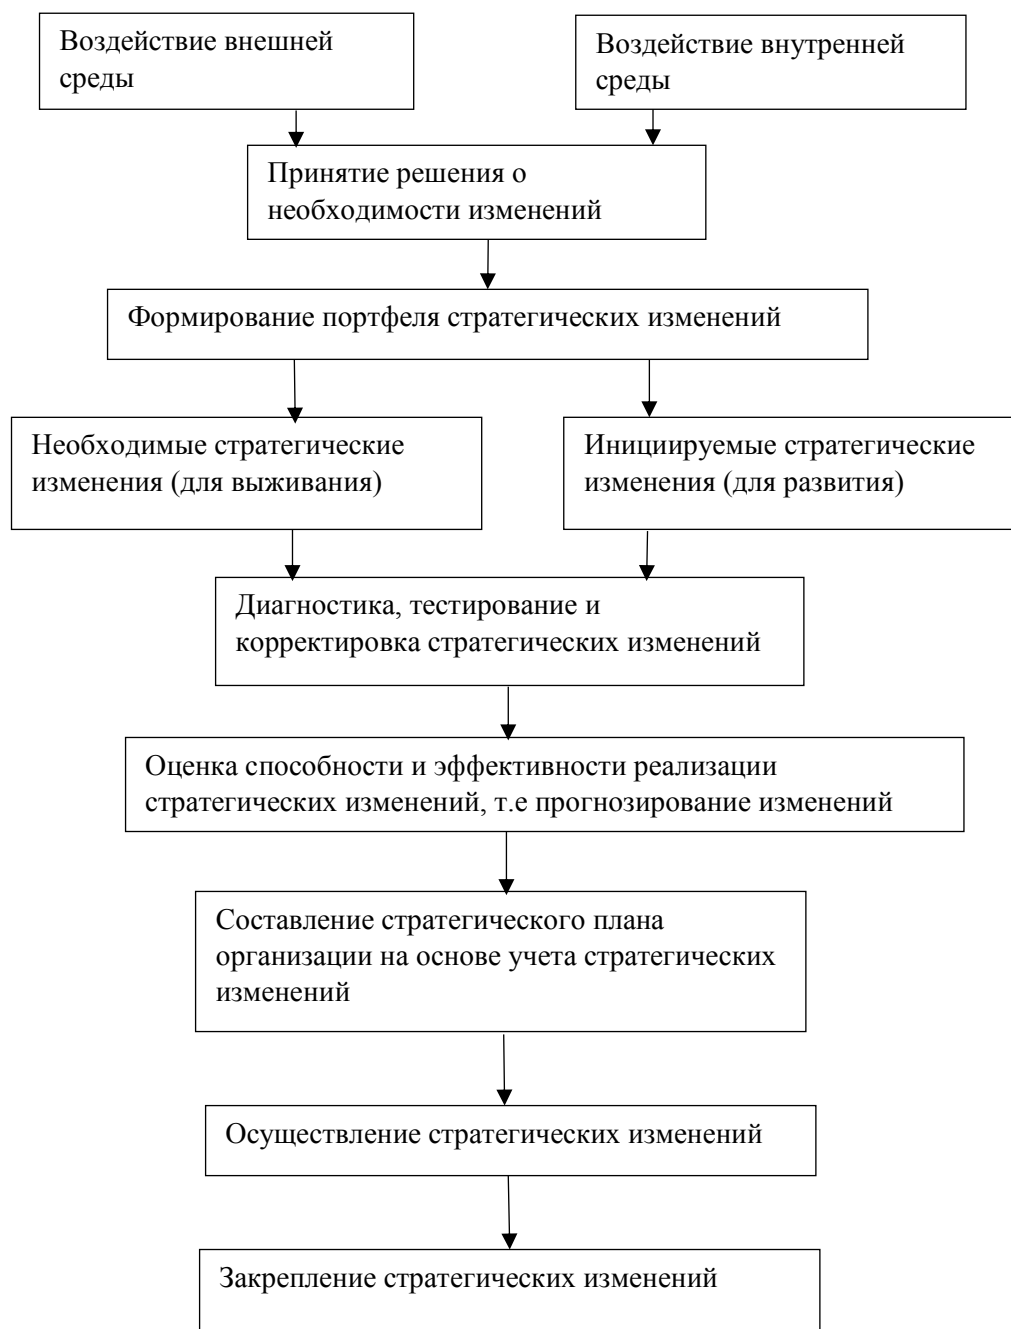 Воздействие внешней
среды
Воздействие внутренней
среды
Принятие решения о
необходимости изменений
Формирование портфеля стратегических изменений
Необходимые стратегические
изменения (для выживания)
Инициируемые стратегические
изменения (для развития)
Диагностика, тестирование и
корректировка стратегических изменений
Оценка способности и эффективности реализации
стратегических изменений, т.е прогнозирование изменений
Составление стратегического плана
организации на основе учета стратегических
изменений
Осуществление стратегических изменений
Закрепление стратегических изменений